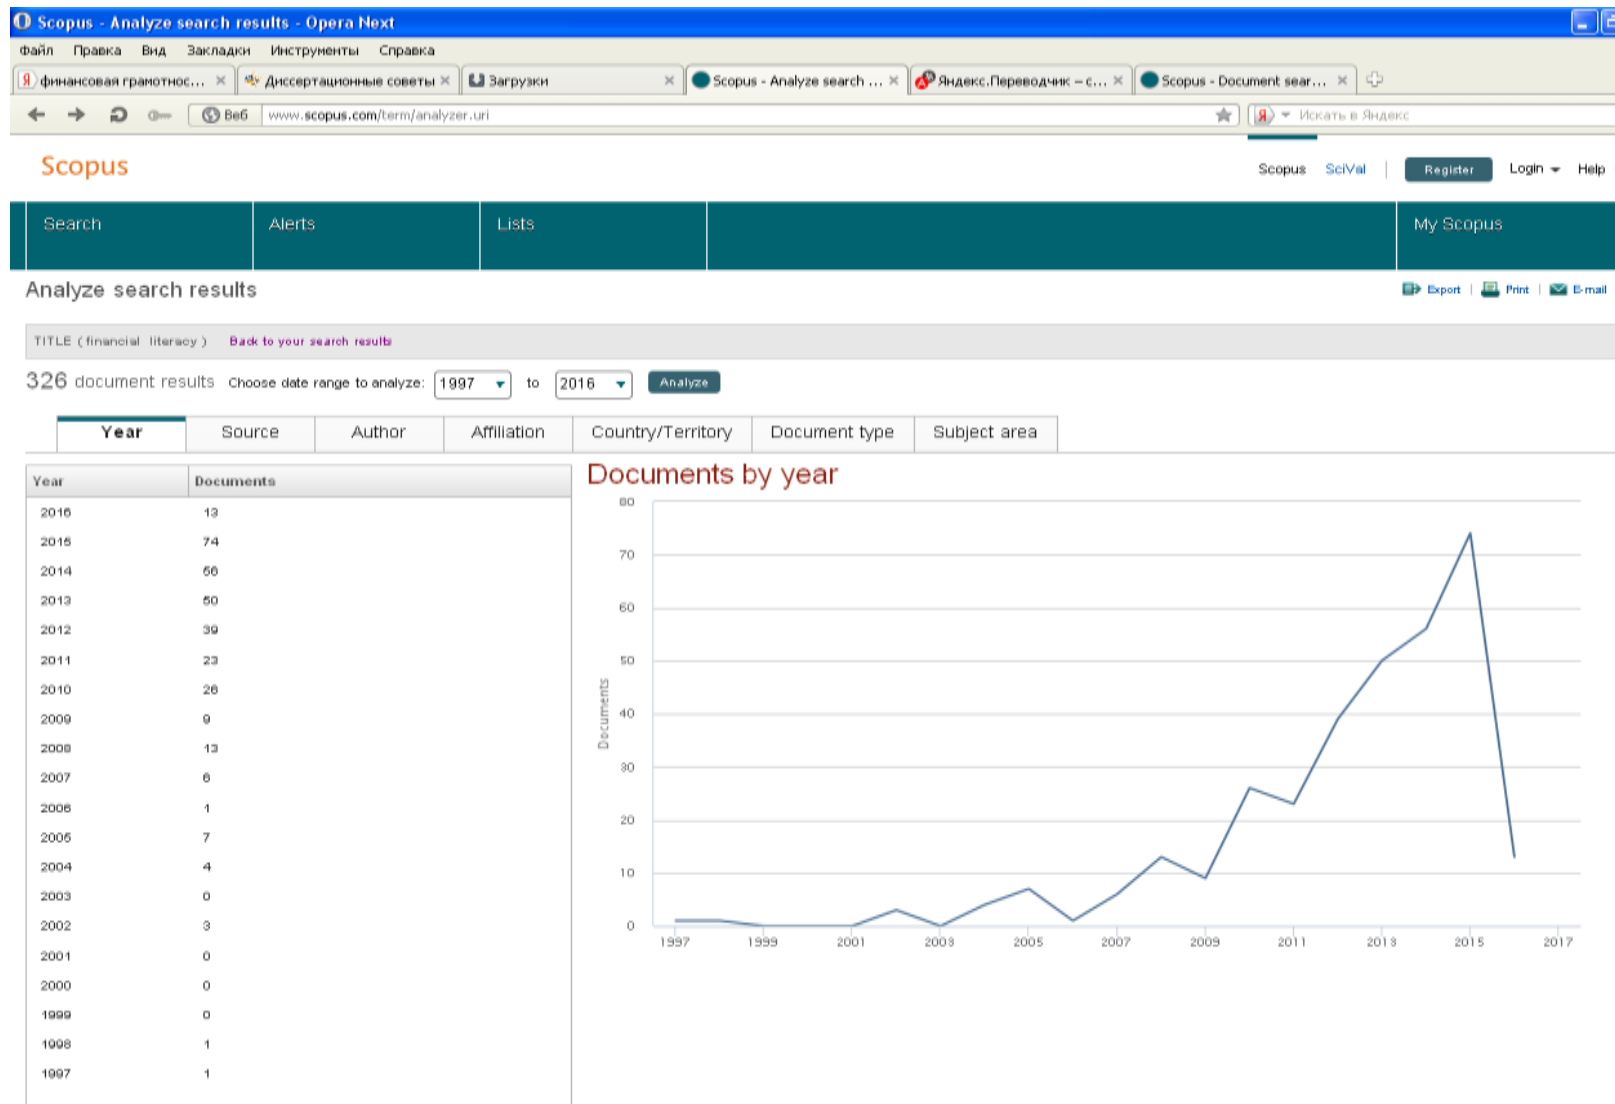 Scopus - Analyze search results - Opera Next
Файл Правка Вид Закладки Инструменты Справка
Я финансовая грамотнос... Диссертационные советы Загрузки Scopus - Analyze search ... Яндекс.Переводчик – с... Scopus - Document sear...
Веб www.scopus.com/term/analyzer.uri Я Искать в Яндекс
Scopus Scopus SciVal Register Login Help
Search Alerts Lists My Scopus
Analyze search results Export Print E-mail
TITLE ( financial literacy ) Back to your search results
326 document results Choose date range to analyze: 1997 to 2016 Analyze
Year Source Author Affiliation Country/Territory Document type Subject area
Year Documents
2016 13
2015 74
2014 56
2013 50
2012 39
2011 23
2010 26
2009 9
2008 13
2007 6
2006 1
2005 7
2004 4
2003 0
2002 3
2001 0
2000 0
1999 0
1998 1
1997 1
Documents by year
80
70
60
50
40
30
20
10
0
Documents
1997 1999 2001 2003 2005 2007 2009 2011 2013 2015 2017